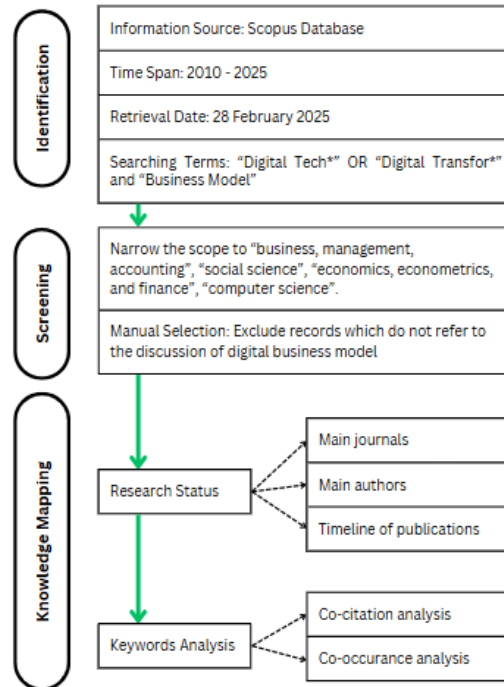 Identification
Information Source: Scopus Database
Time Span: 2010 - 2025
Retrieval Date: 28 February 2025
Searching Terms: “Digital Tech*” OR “Digital Transfor*”
and “Business Model”
Screening
Narrow the scope to “business, management,
accounting”, “social science”, “economics, econometrics,
and finance”, “computer science”.
Manual Selection: Exclude records which do not refer to
the discussion of digital business model
Knowledge Mapping
Research Status
Main journals
Main authors
Timeline of publications
Keywords Analysis
Co-citation analysis
Co-occurance analysis